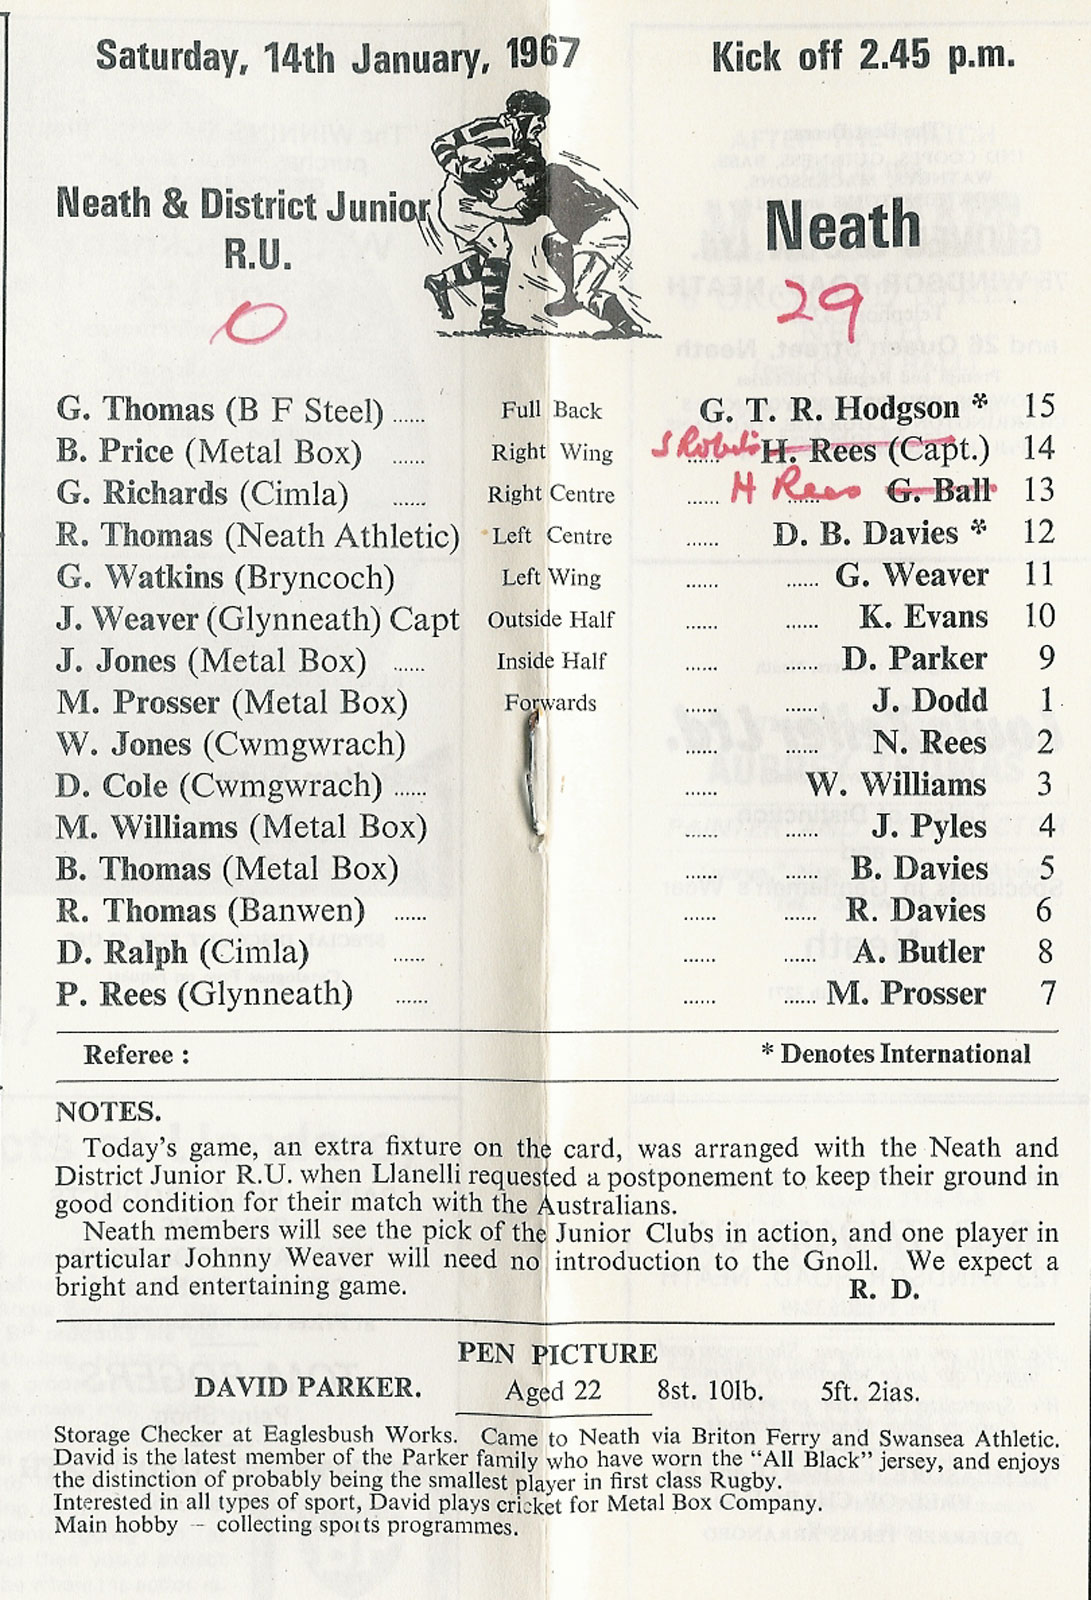 Saturday, 14th January, 1967 Kick off 2.45 p.m.
Neath & District Junior R.U. Neath
0 29
G. Thomas (B F Steel) ...... Full Back G. T. R. Hodgson * 15
B. Price (Metal Box) ...... Right Wing S Roberts ...... H. Rees (Capt.) 14
G. Richards (Cimla) ...... Right Centre ...... H Rees ...... G. Ball 13
R. Thomas (Neath Athletic) Left Centre ...... D. B. Davies * 12
G. Watkins (Bryncoch) Left Wing ...... ...... G. Weaver 11
J. Weaver (Glynneath) Capt Outside Half ...... ...... K. Evans 10
J. Jones (Metal Box) ...... Inside Half ...... ...... D. Parker 9
M. Prosser (Metal Box) Forwards ...... ...... J. Dodd 1
W. Jones (Cwmgwrach) ...... ...... N. Rees 2
D. Cole (Cwmgwrach) ...... ...... W. Williams 3
M. Williams (Metal Box) ...... ...... J. Pyles 4
B. Thomas (Metal Box) ...... ...... B. Davies 5
R. Thomas (Banwen) ...... ...... ...... R. Davies 6
D. Ralph (Cimla) ...... ...... ...... A. Butler 8
P. Rees (Glynneath) ...... ...... ...... M. Prosser 7
Referee : * Denotes International
NOTES.
Today's game, an extra fixture on the card, was arranged with the Neath and
District Junior R.U. when Llanelli requested a postponement to keep their ground in
good condition for their match with the Australians.
Neath members will see the pick of the Junior Clubs in action, and one player in
particular Johnny Weaver will need no introduction to the Gnoll. We expect a
bright and entertaining game. R. D.
PEN PICTURE
DAVID PARKER. Aged 22 8st. 10lb. 5ft. 2ias.
Storage Checker at Eaglesbush Works. Came to Neath via Briton Ferry and Swansea Athletic.
David is the latest member of the Parker family who have worn the "All Black" jersey, and enjoys
the distinction of probably being the smallest player in first class Rugby.
Interested in all types of sport, David plays cricket for Metal Box Company.
Main hobby – collecting sports programmes.